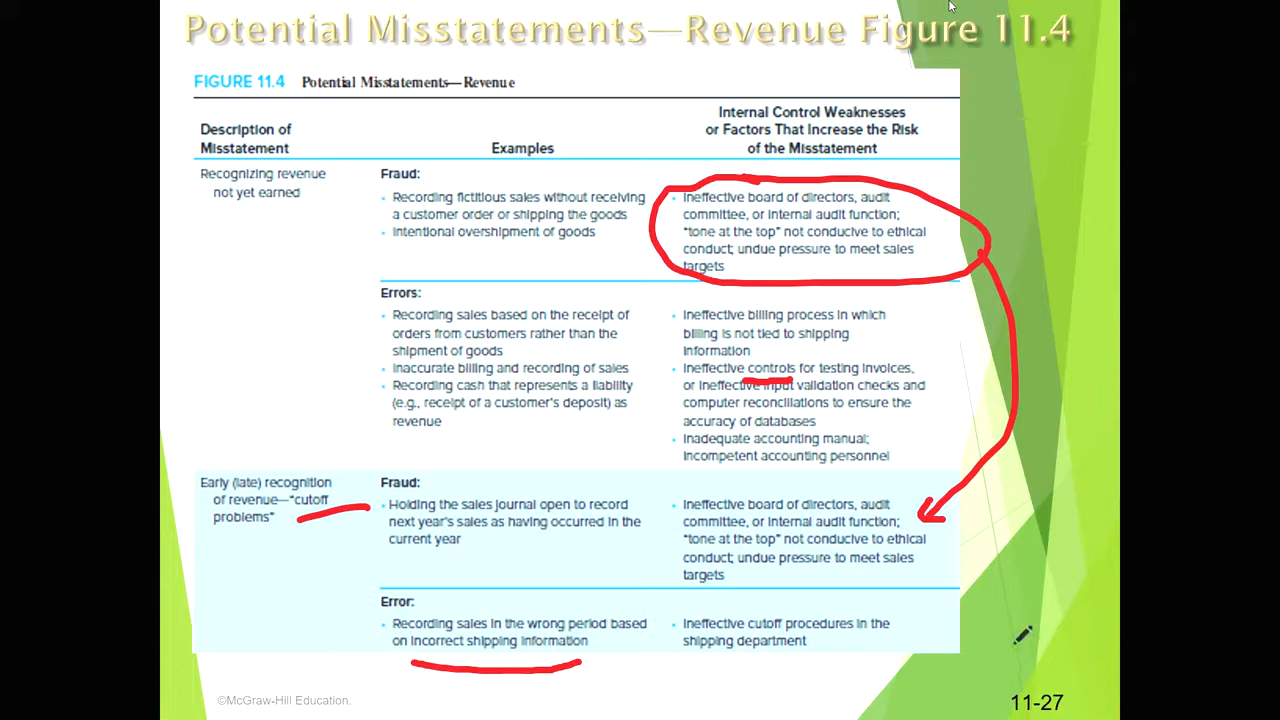 Potential Misstatements—Revenue Figure 11.4
FIGURE 11.4 Potential Misstatements—Revenue
Description of
Misstatement
Examples
Internal Control Weaknesses
or Factors That Increase the Risk
of the Misstatement
Recognizing revenue
not yet earned
Fraud:
• Recording fictitious sales without receiving
a customer order or shipping the goods
• Intentional overshipment of goods
• Ineffective board of directors, audit
committee, or internal audit function;
"tone at the top" not conducive to ethical
conduct; undue pressure to meet sales
targets
Errors:
• Recording sales based on the receipt of
orders from customers rather than the
shipment of goods
• Inaccurate billing and recording of sales
• Recording cash that represents a liability
(e.g., receipt of a customer's deposit) as
revenue
• Ineffective billing process in which
billing is not tied to shipping
information
• Ineffective controls for testing invoices,
or ineffective input validation checks and
computer reconciliations to ensure the
accuracy of databases
• Inadequate accounting manual;
incompetent accounting personnel
Early (late) recognition
of revenue—"cutoff
problems"
Fraud:
• Holding the sales journal open to record
next year's sales as having occurred in the
current year
• Ineffective board of directors, audit
committee, or internal audit function;
"tone at the top" not conducive to ethical
conduct; undue pressure to meet sales
targets
Error:
• Recording sales in the wrong period based
on incorrect shipping information
• Ineffective cutoff procedures in the
shipping department
©McGraw-Hill Education.
11-27